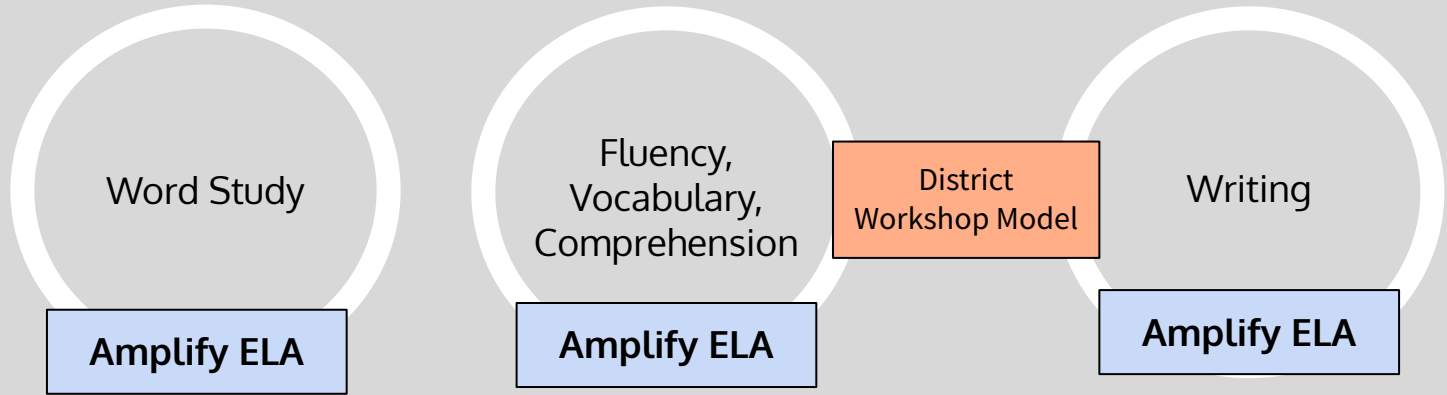 Word Study
Amplify ELA
Fluency,
Vocabulary,
Comprehension
Amplify ELA
District
Workshop Model
Writing
Amplify ELA